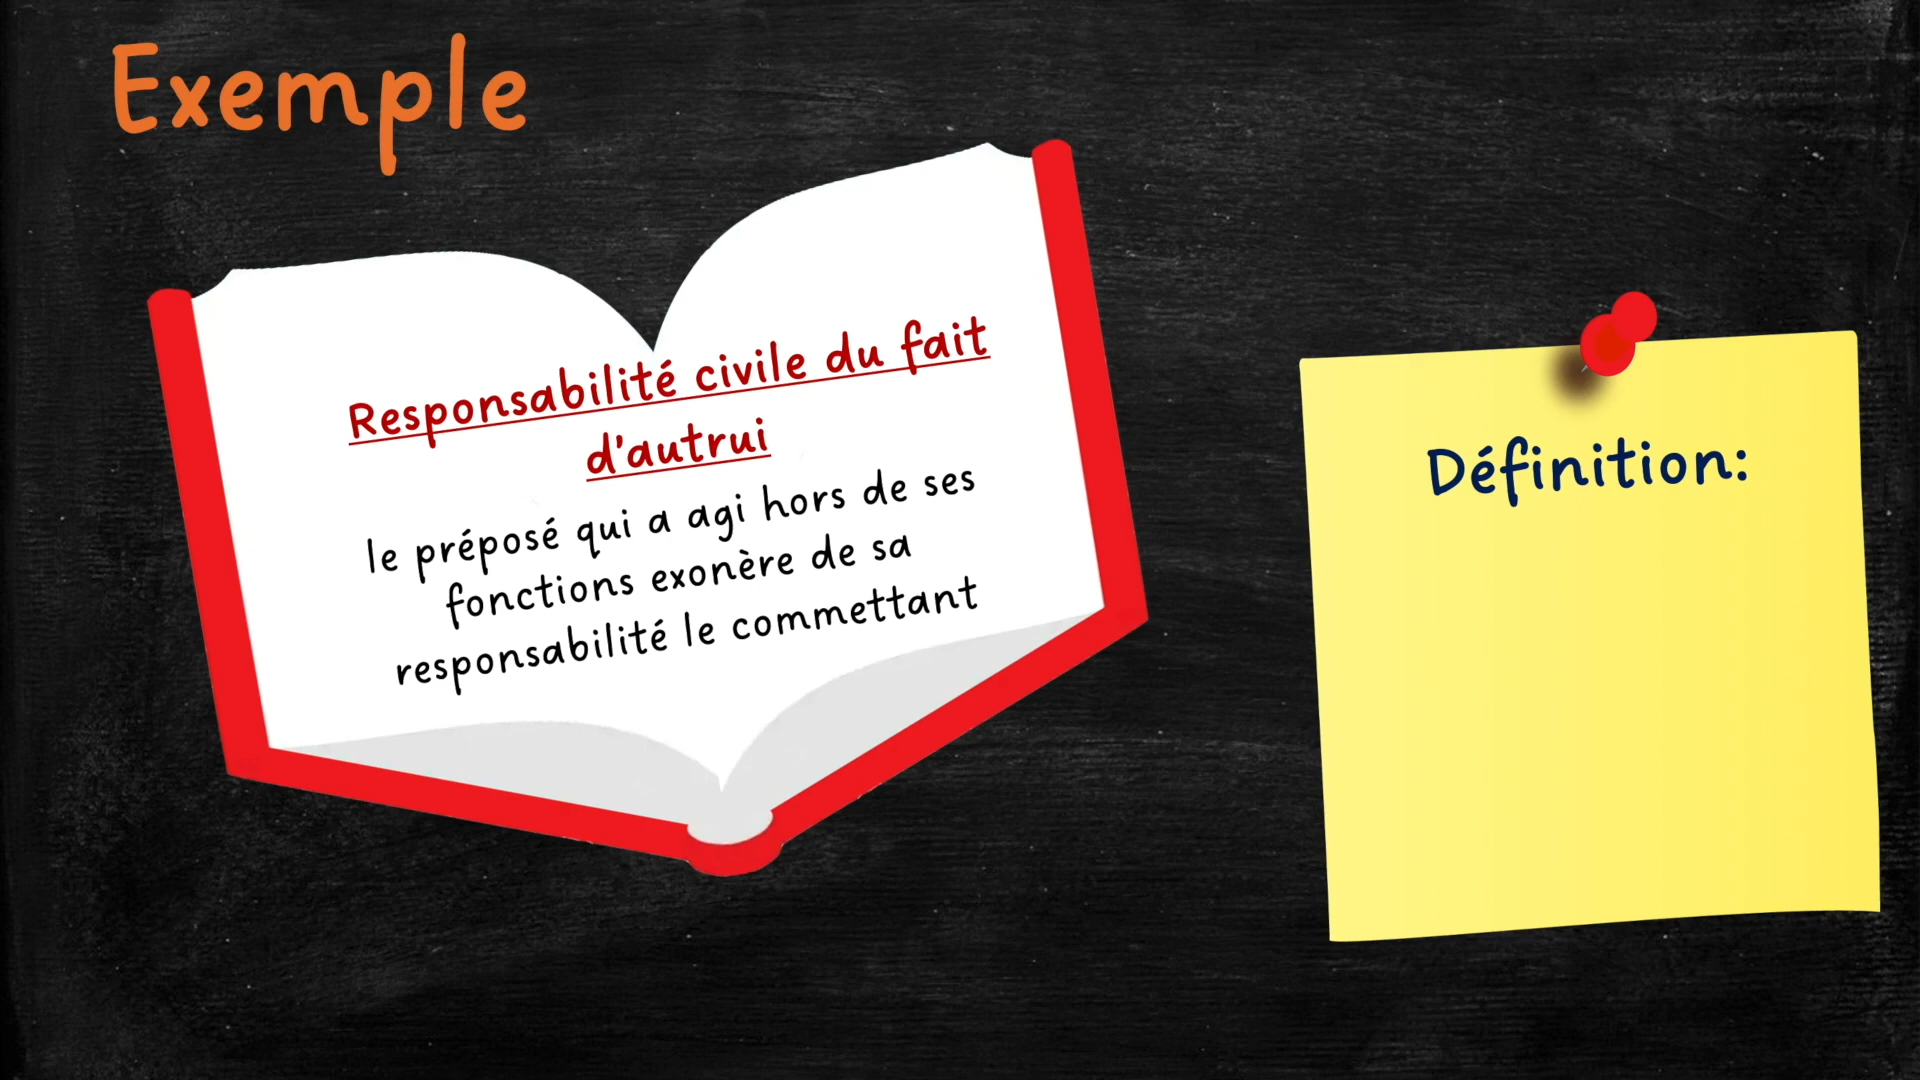 Exemple
Responsabilité civile du fait
d'autrui
le préposé qui a agi hors de ses
fonctions exonère de sa
responsabilité le commettant
Définition: